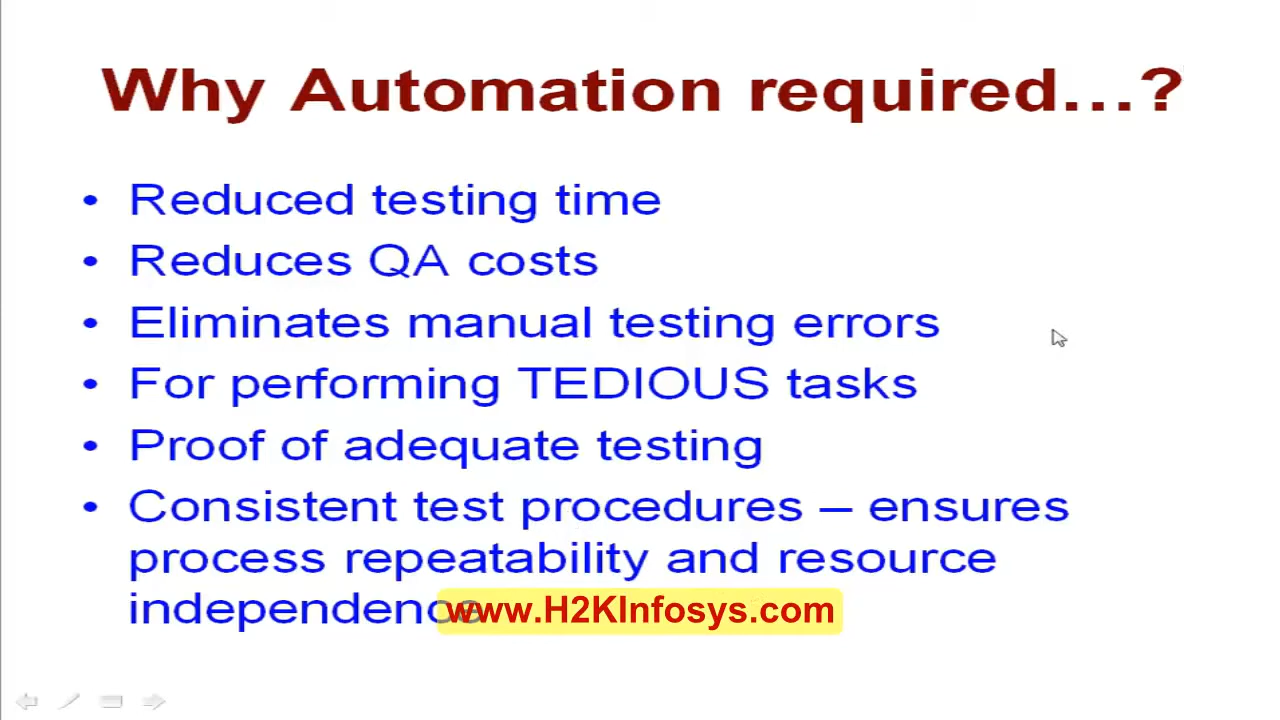 Why Automation required...?
• Reduced testing time
• Reduces QA costs
• Eliminates manual testing errors
• For performing TEDIOUS tasks
• Proof of adequate testing
• Consistent test procedures – ensures
process repeatability and resource
independence
www.H2KInfosys.com